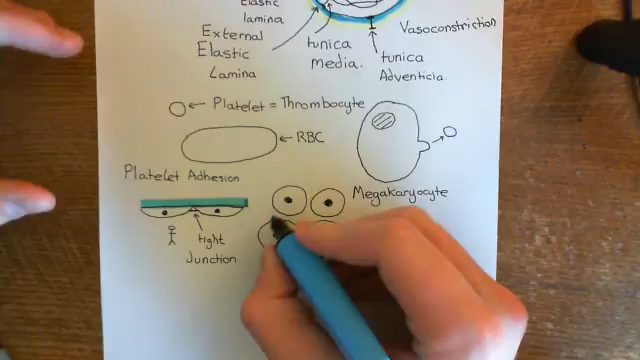 Elastic
lamina
External
Elastic
Lamina
tunica
Media.
tunica
Adventicia.
Vasoconstriction
Platelet = Thrombocyte
RBC
Platelet Adhesion
Megakaryocyte
tight
Junction